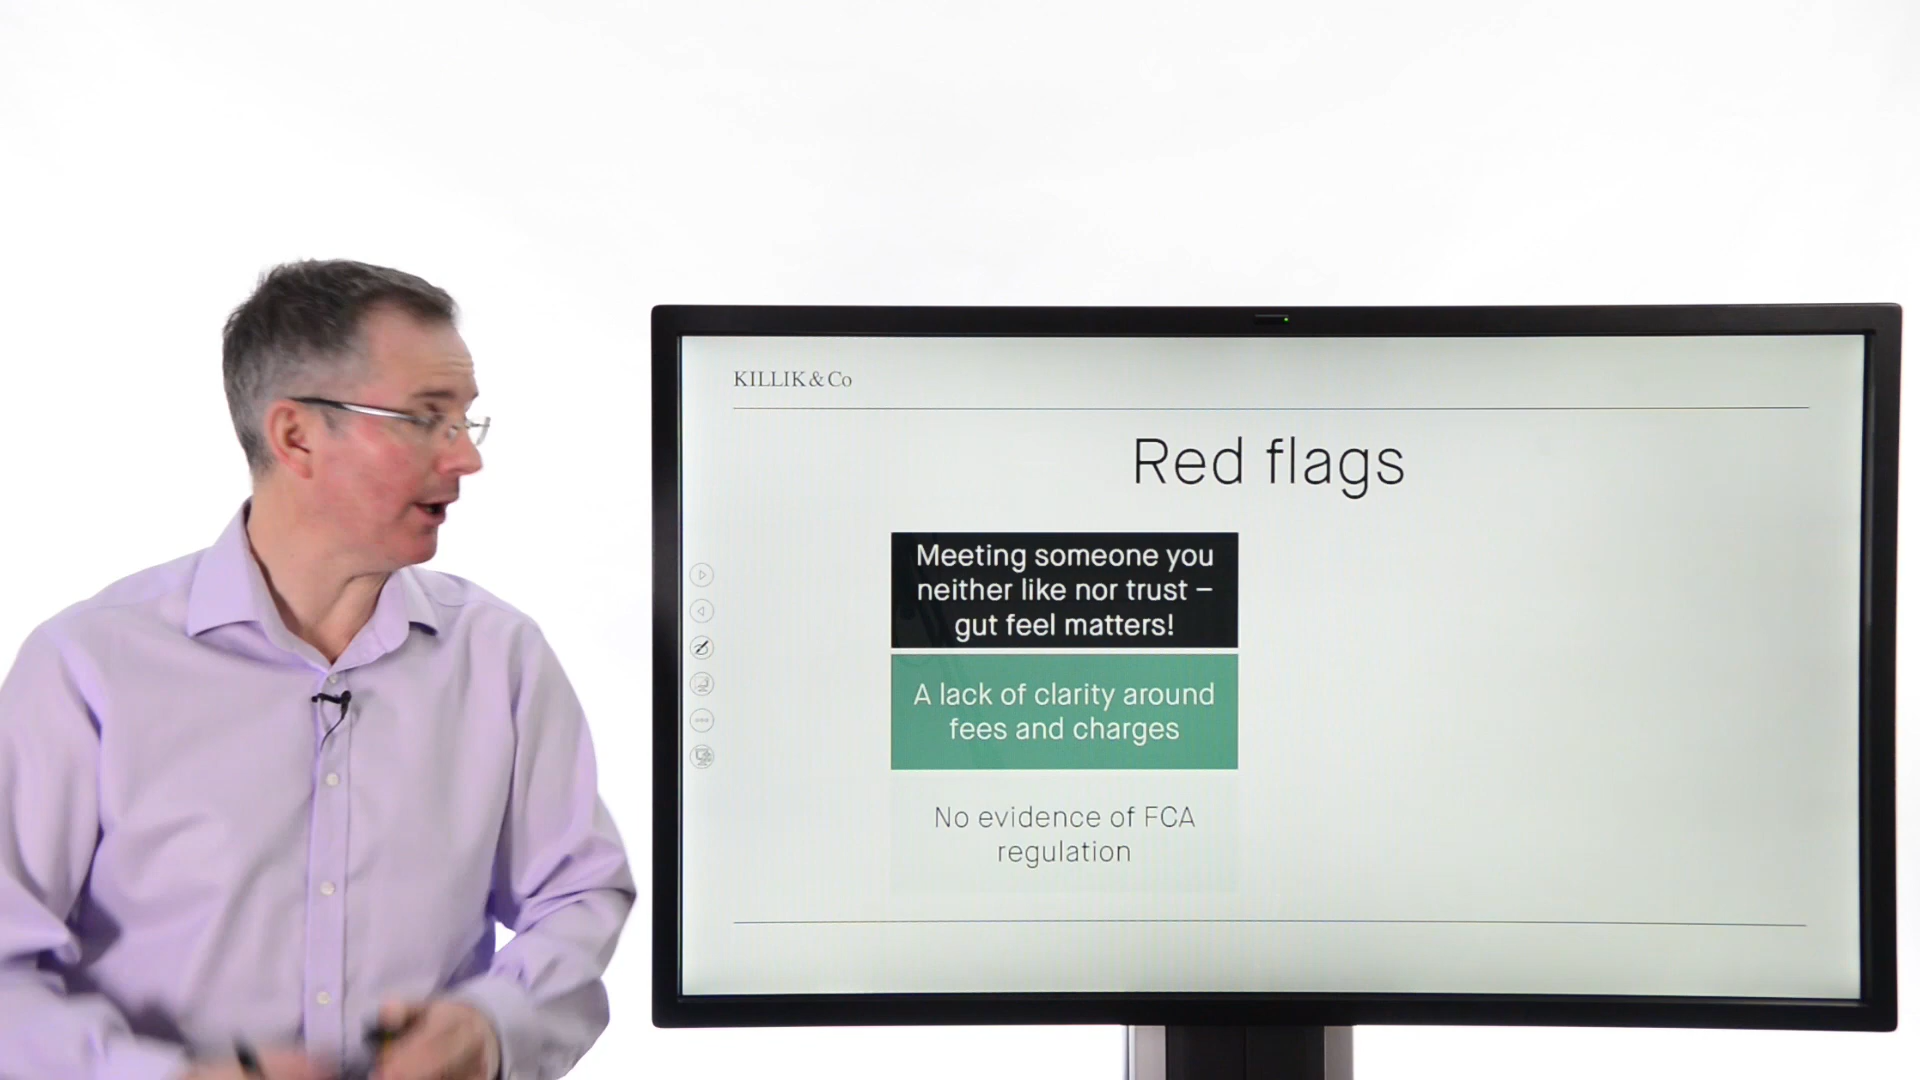 KILLIK & Co
Red flags
Meeting someone you
neither like nor trust –
gut feel matters!
A lack of clarity around
fees and charges
No evidence of FCA
regulation